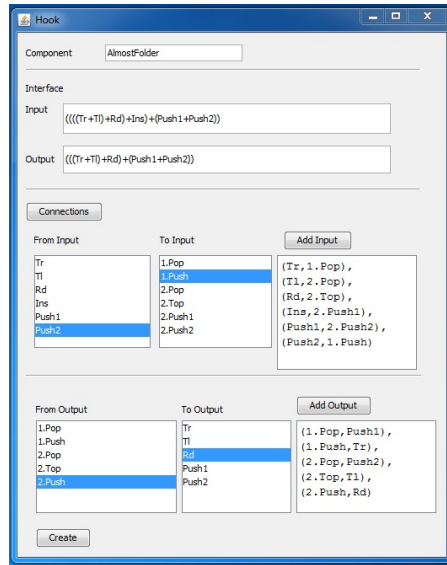 Hook
Component AlmostFolder
Interface
Input ((((Tr+Tl)+Rd)+Ins)+(Push1+Push2))
Output (((Tr+Tl)+Rd)+(Push1+Push2))
Connections
From Input To Input Add Input
Tr 1.Pop (Tr,1.Pop),
Tl 1.Push (Tl,2.Pop),
Rd 2.Pop (Rd,2.Top),
Ins 2.Top (Ins,2.Push1),
Push1 2.Push1 (Push1,2.Push2),
Push2 2.Push2 (Push2,1.Push)
From Output To Output Add Output
1.Pop Tr (1.Pop,Push1),
1.Push Tl (1.Push,Tr),
2.Pop Rd (2.Pop,Push2),
2.Top Push1 (2.Top,Tl),
2.Push Push2 (2.Push,Rd)
Create